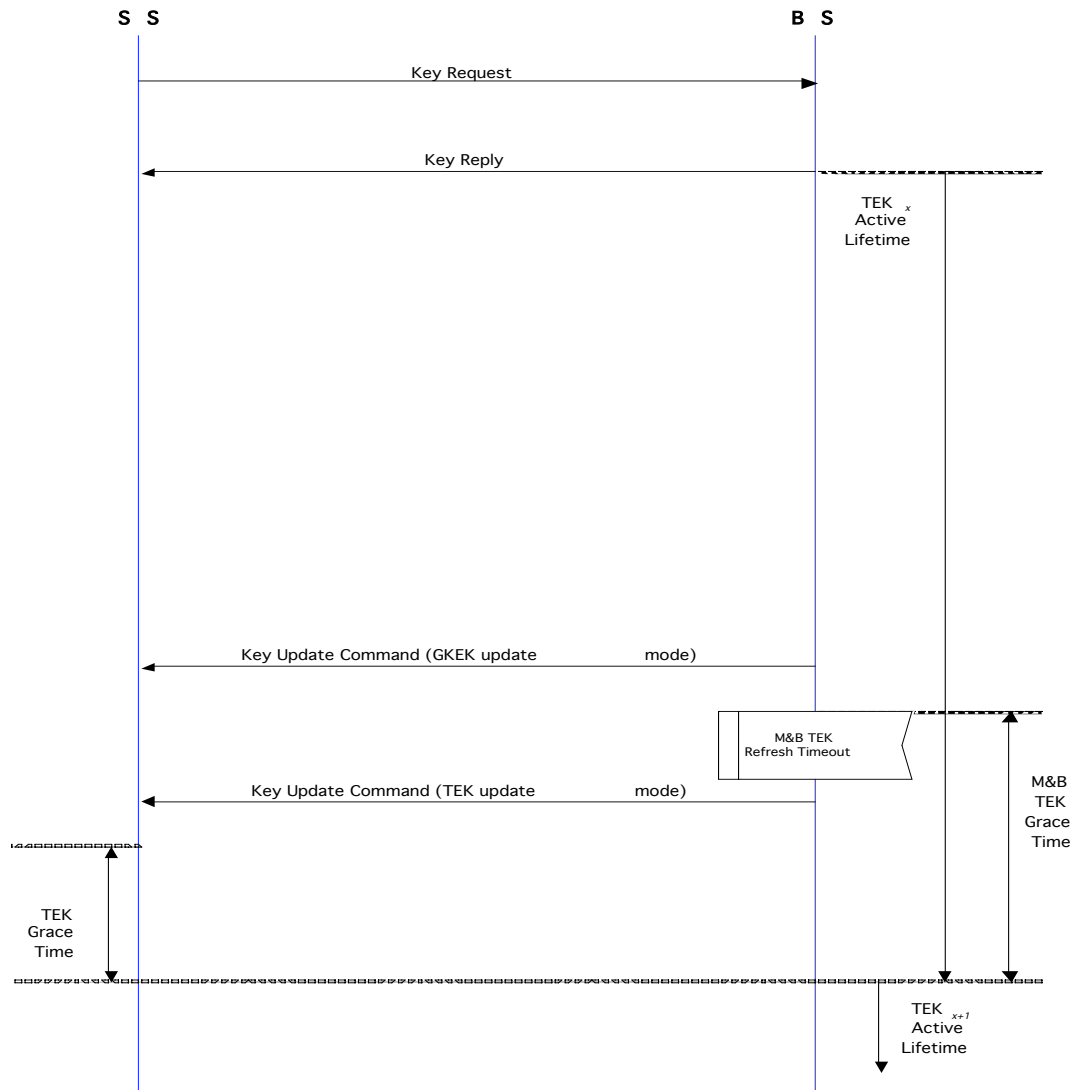 S S
B S
Key Request
Key Reply
TEK x
Active
Lifetime
Key Update Command (GKEK update mode)
M&B TEK
Refresh Timeout
Key Update Command (TEK update mode)
M&B
TEK
Grace
Time
TEK
Grace
Time
TEK x+1
Active
Lifetime